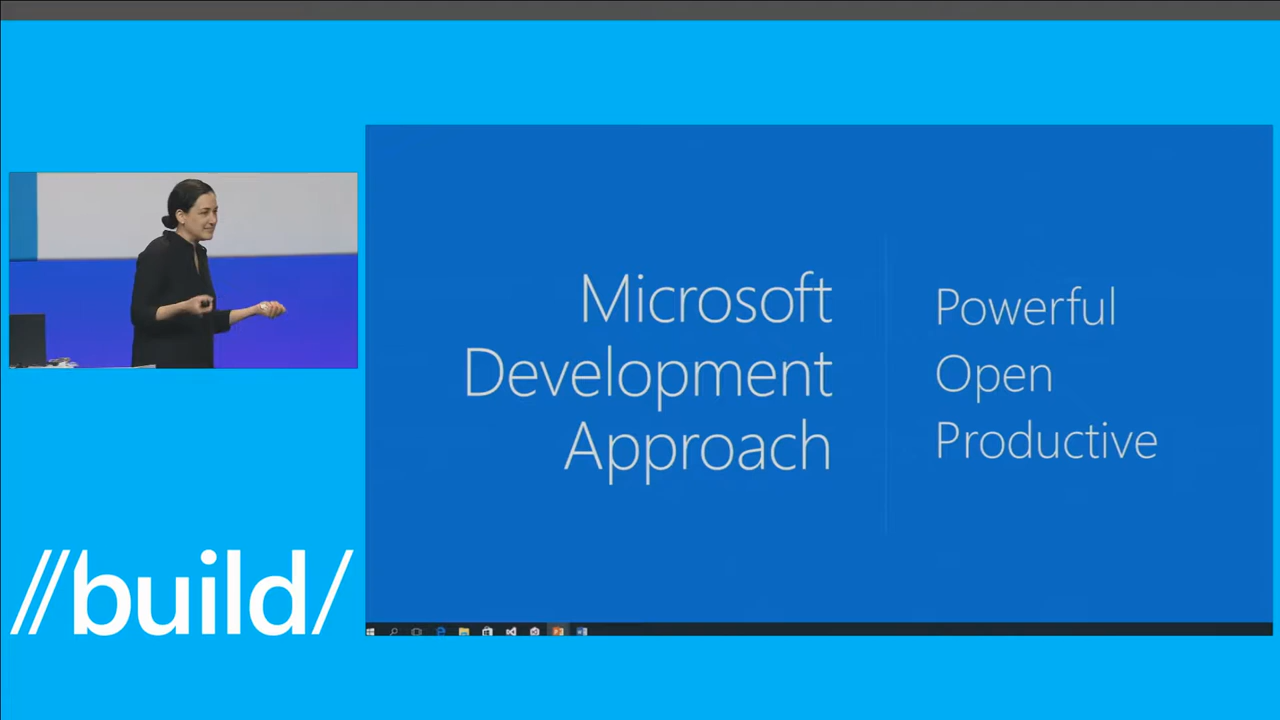 Microsoft
Development
Approach
Powerful
Open
Productive
//build/